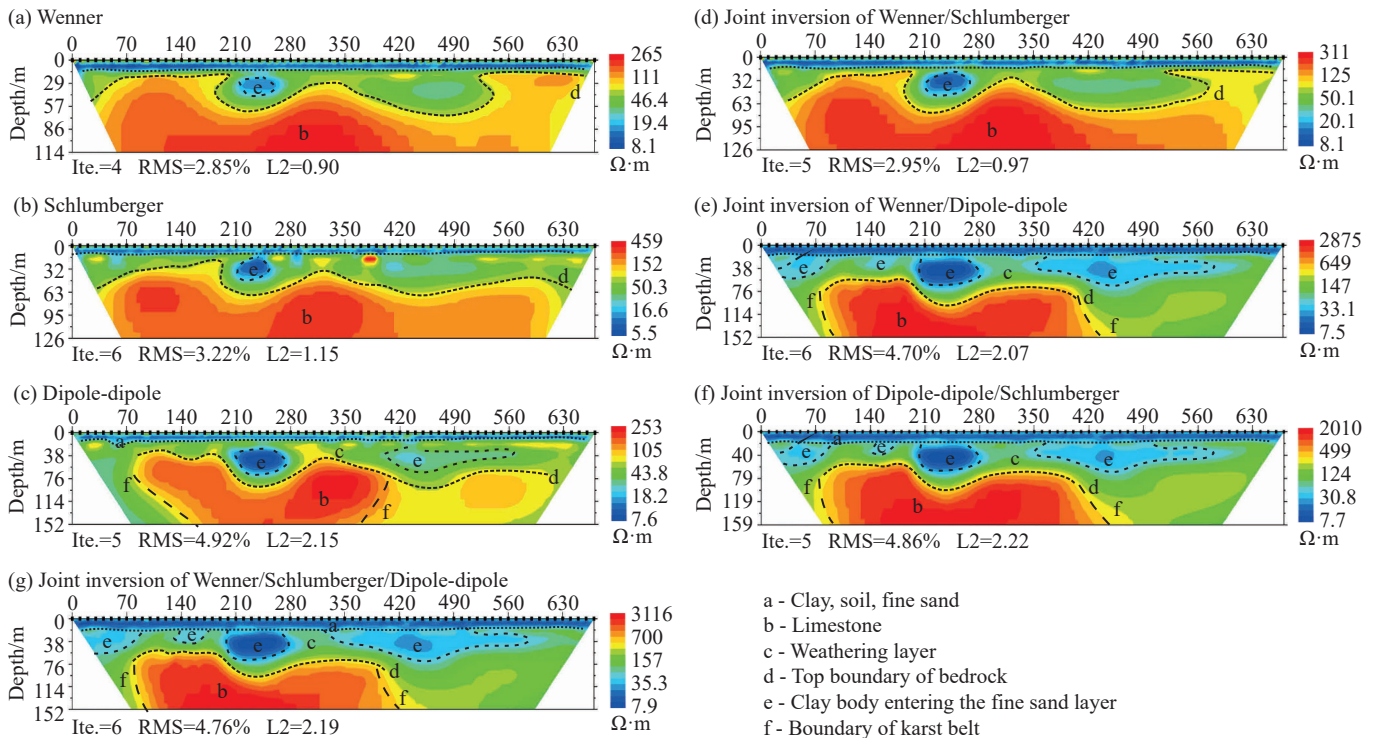 (a) Wenner
0 70 140 210 280 350 420 490 560 630
Depth/m
0
29
57
86
114
e
b
d
265
111
46.4
19.4
8.1
Ω·m
Ite.=4 RMS=2.85% L2=0.90
(b) Schlumberger
0 70 140 210 280 350 420 490 560 630
Depth/m
0
32
63
95
126
e
b
d
459
152
50.3
16.6
5.5
Ω·m
Ite.=6 RMS=3.22% L2=1.15
(c) Dipole-dipole
0 70 140 210 280 350 420 490 560 630
Depth/m
0
38
76
114
152
a
e
c
e
d
f
b
f
253
105
43.8
18.2
7.6
Ω·m
Ite.=5 RMS=4.92% L2=2.15
(g) Joint inversion of Wenner/Schlumberger/Dipole-dipole
0 70 140 210 280 350 420 490 560 630
Depth/m
0
38
76
114
152
a
e
e
e
c
e
d
f
b
f
3116
700
157
35.3
7.9
Ω·m
Ite.=6 RMS=4.76% L2=2.19
(d) Joint inversion of Wenner/Schlumberger
0 70 140 210 280 350 420 490 560 630
Depth/m
0
32
63
95
126
e
b
d
311
125
50.1
20.1
8.1
Ω·m
Ite.=5 RMS=2.95% L2=0.97
(e) Joint inversion of Wenner/Dipole-dipole
0 70 140 210 280 350 420 490 560 630
Depth/m
0
38
76
114
152
e
e
e
c
e
d
f
b
f
2875
649
147
33.1
7.5
Ω·m
Ite.=6 RMS=4.70% L2=2.07
(f) Joint inversion of Dipole-dipole/Schlumberger
0 70 140 210 280 350 420 490 560 630
Depth/m
0
40
79
119
159
a
e
e
e
c
e
d
f
b
f
2010
499
124
30.8
7.7
Ω·m
Ite.=5 RMS=4.86% L2=2.22
a - Clay, soil, fine sand
b - Limestone
c - Weathering layer
d - Top boundary of bedrock
e - Clay body entering the fine sand layer
f - Boundary of karst belt